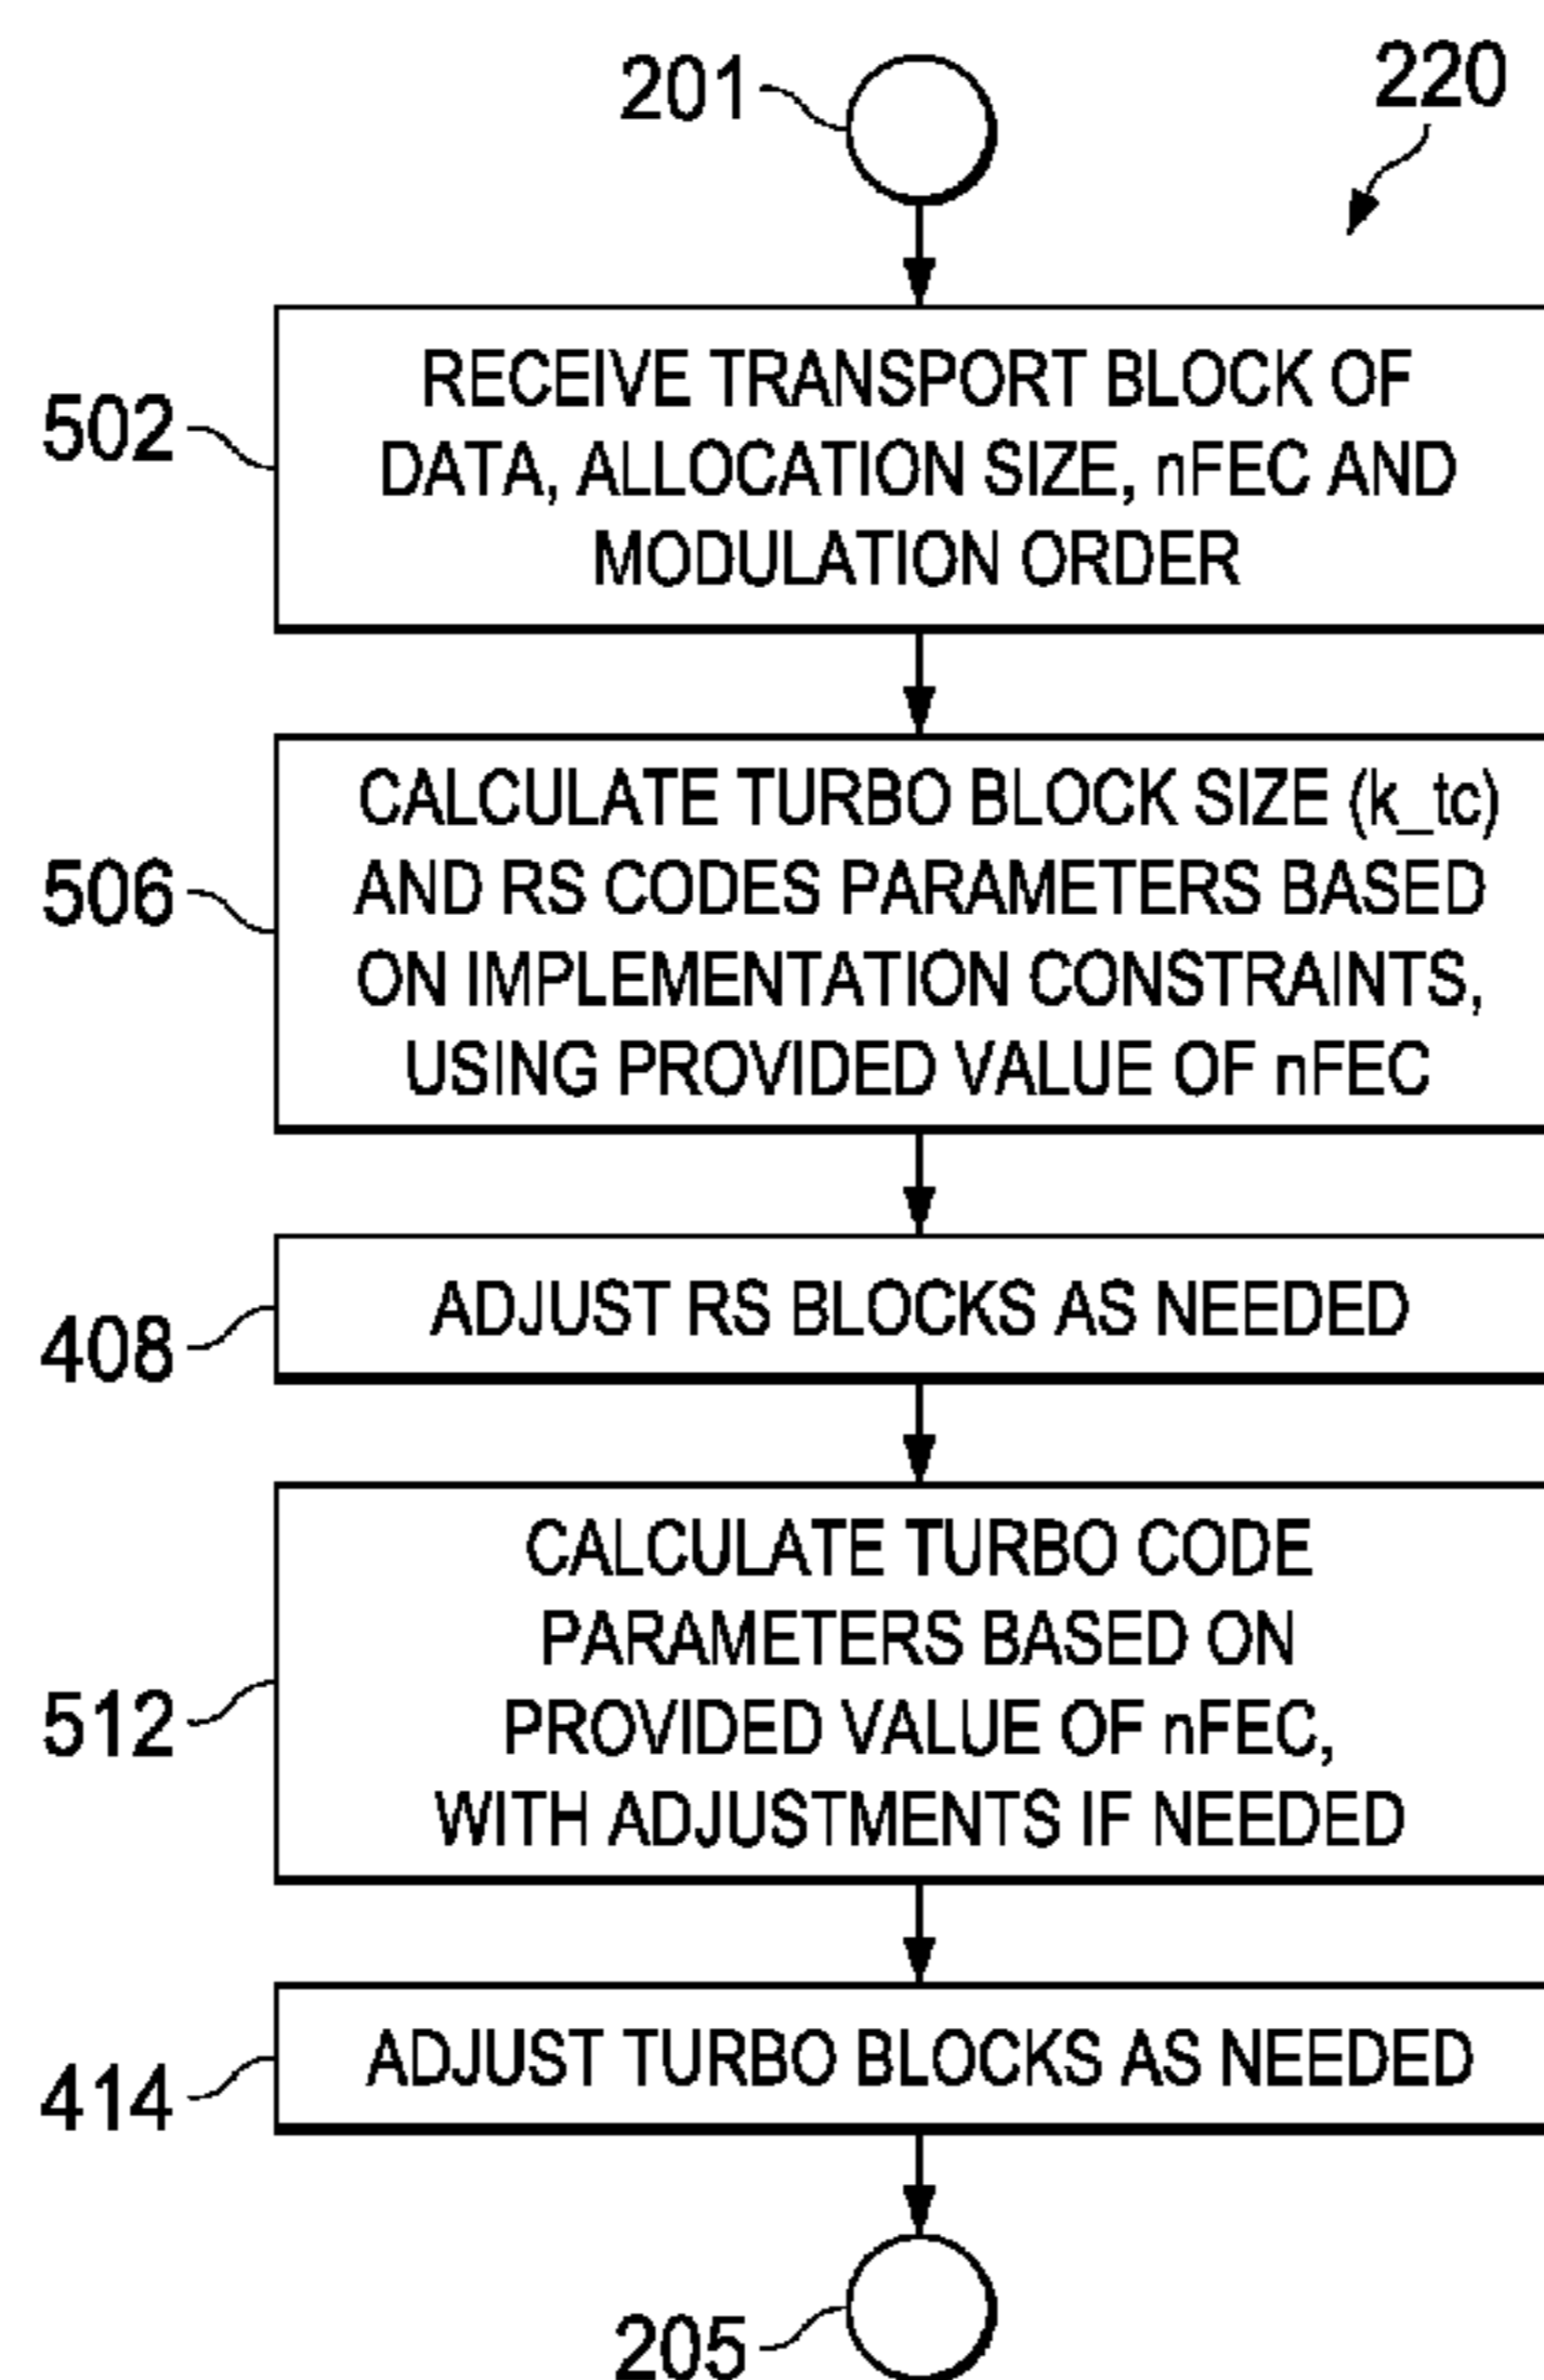 201
220
502
RECEIVE TRANSPORT BLOCK OF
DATA, ALLOCATION SIZE, nFEC AND
MODULATION ORDER
506
CALCULATE TURBO BLOCK SIZE (k_tc)
AND RS CODES PARAMETERS BASED
ON IMPLEMENTATION CONSTRAINTS,
USING PROVIDED VALUE OF nFEC
408
ADJUST RS BLOCKS AS NEEDED
512
CALCULATE TURBO CODE
PARAMETERS BASED ON
PROVIDED VALUE OF nFEC,
WITH ADJUSTMENTS IF NEEDED
414
ADJUST TURBO BLOCKS AS NEEDED
205